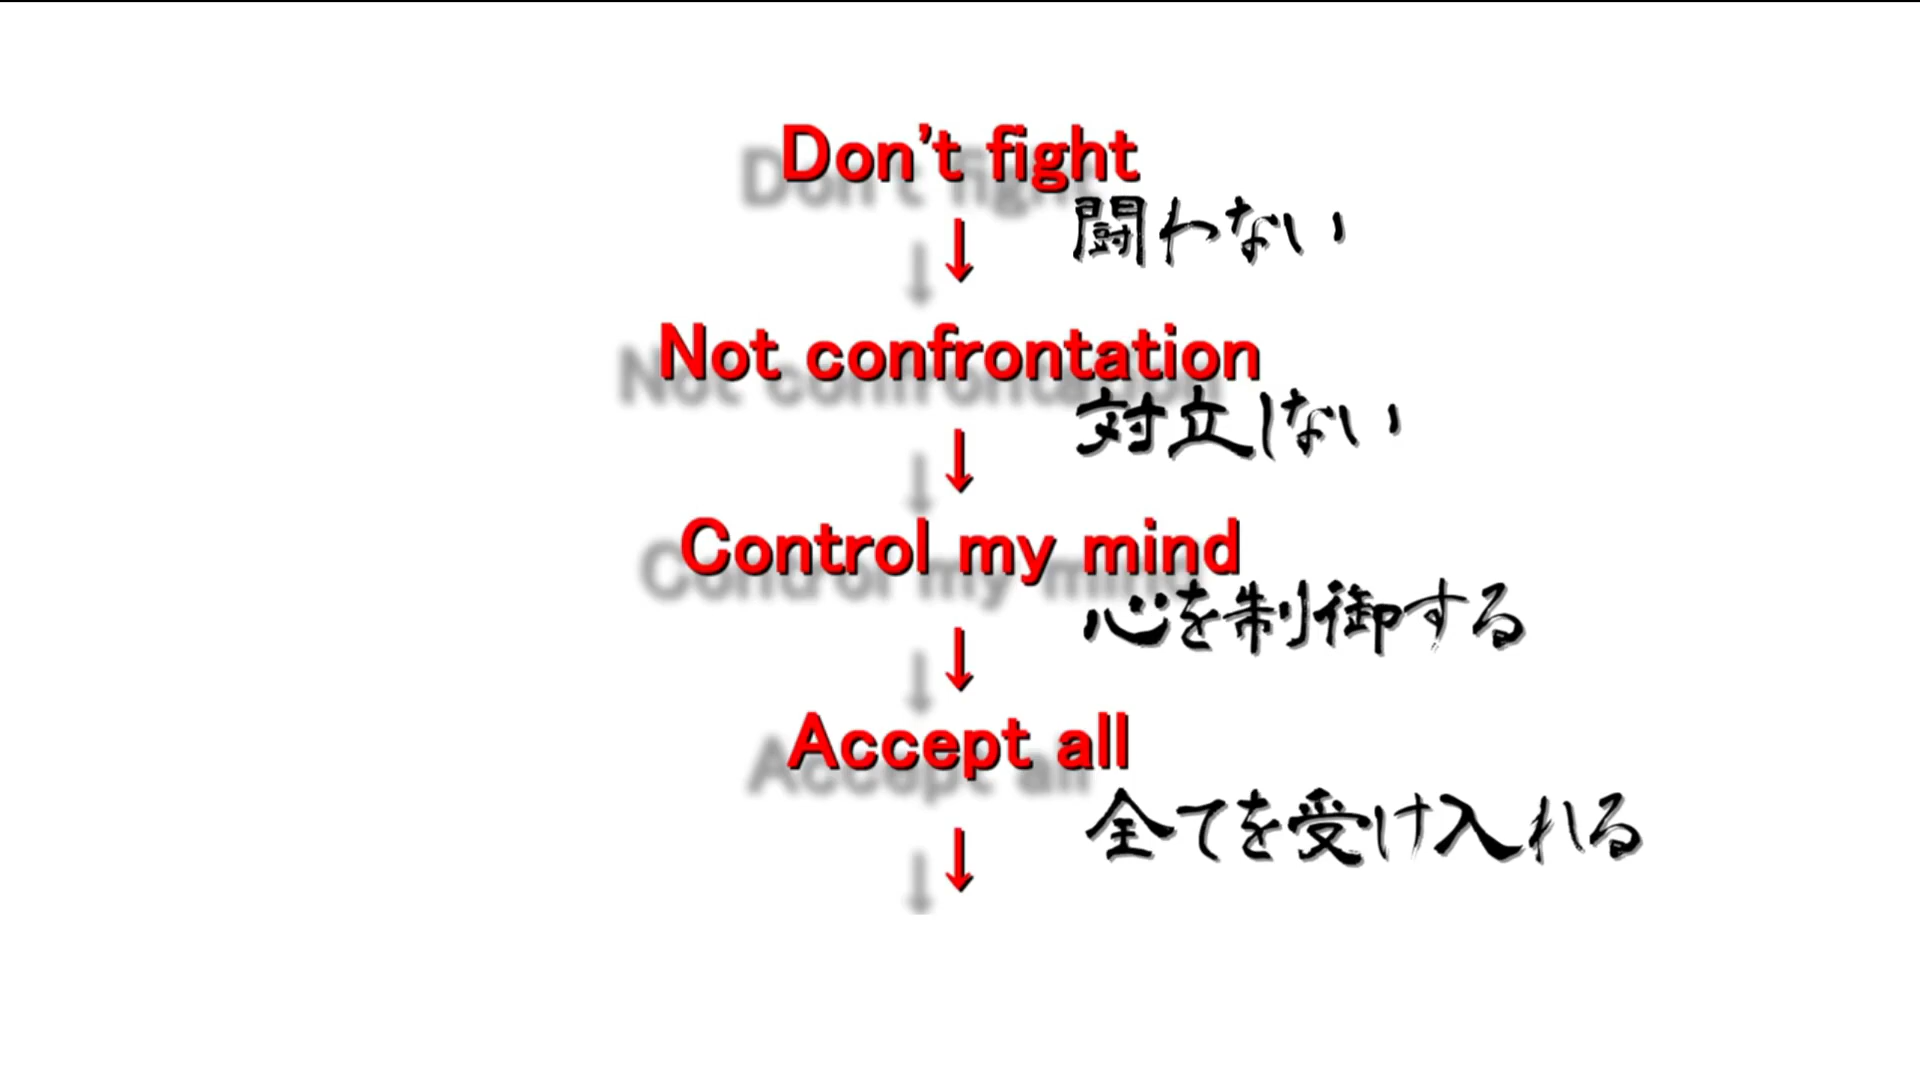 Don't fight
闘わない
↓
Not confrontation
対立しない
↓
Control my mind
心を制御する
↓
Accept all
全てを受け入れる
↓